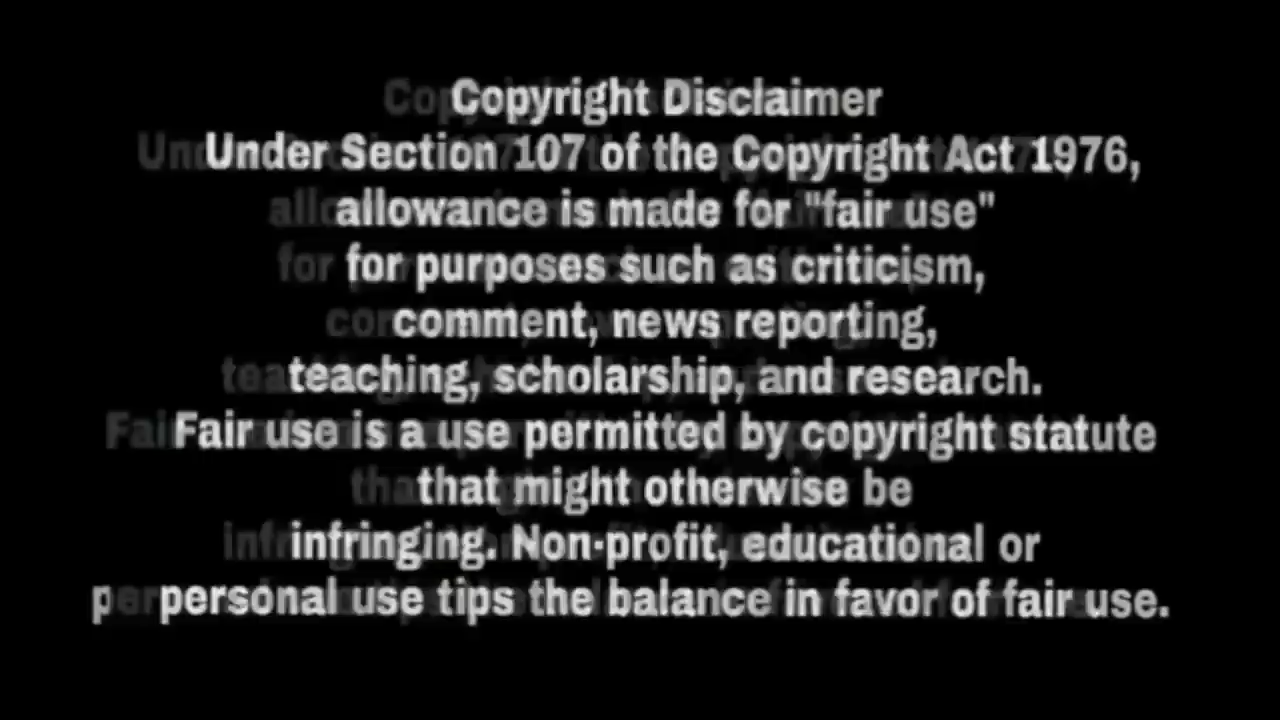 Copyright Disclaimer
Under Section 107 of the Copyright Act 1976,
allowance is made for "fair use"
for purposes such as criticism,
comment, news reporting,
teaching, scholarship, and research.
Fair use is a use permitted by copyright statute
that might otherwise be
infringing. Non-profit, educational or
personal use tips the balance in favor of fair use.